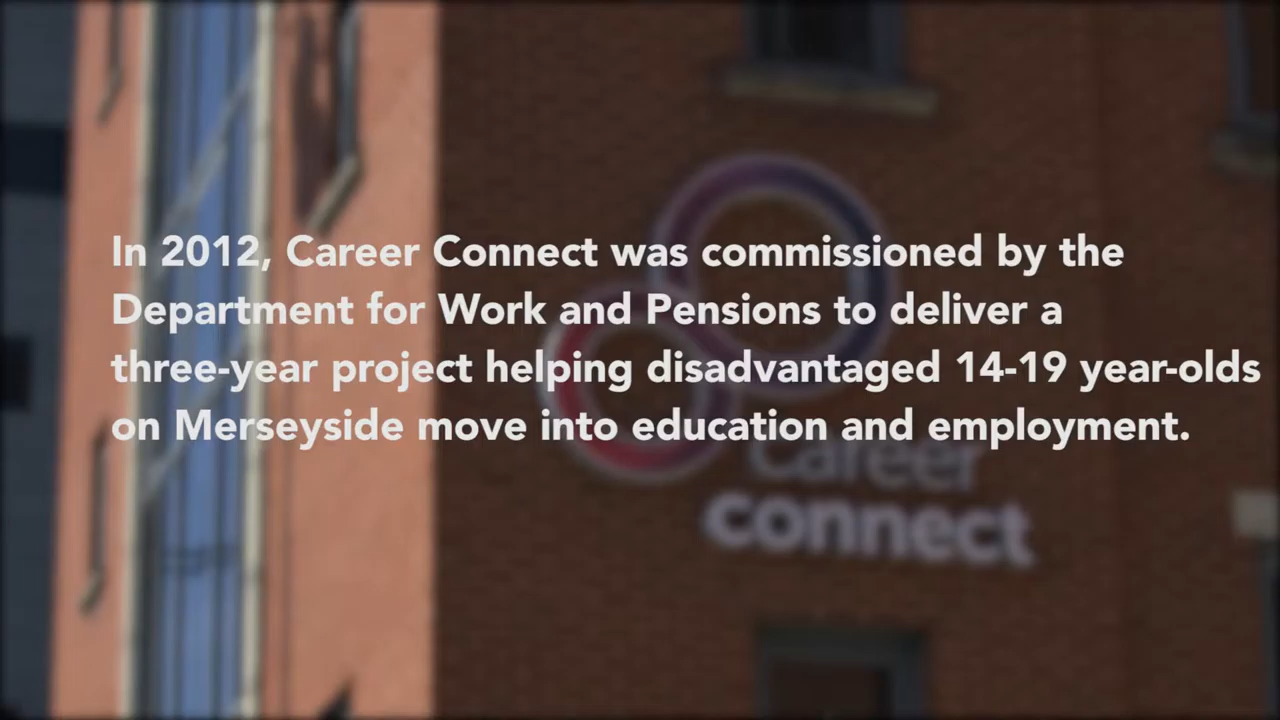 In 2012, Career Connect was commissioned by the
Department for Work and Pensions to deliver a
three-year project helping disadvantaged 14-19 year-olds
on Merseyside move into education and employment.
Career
connect